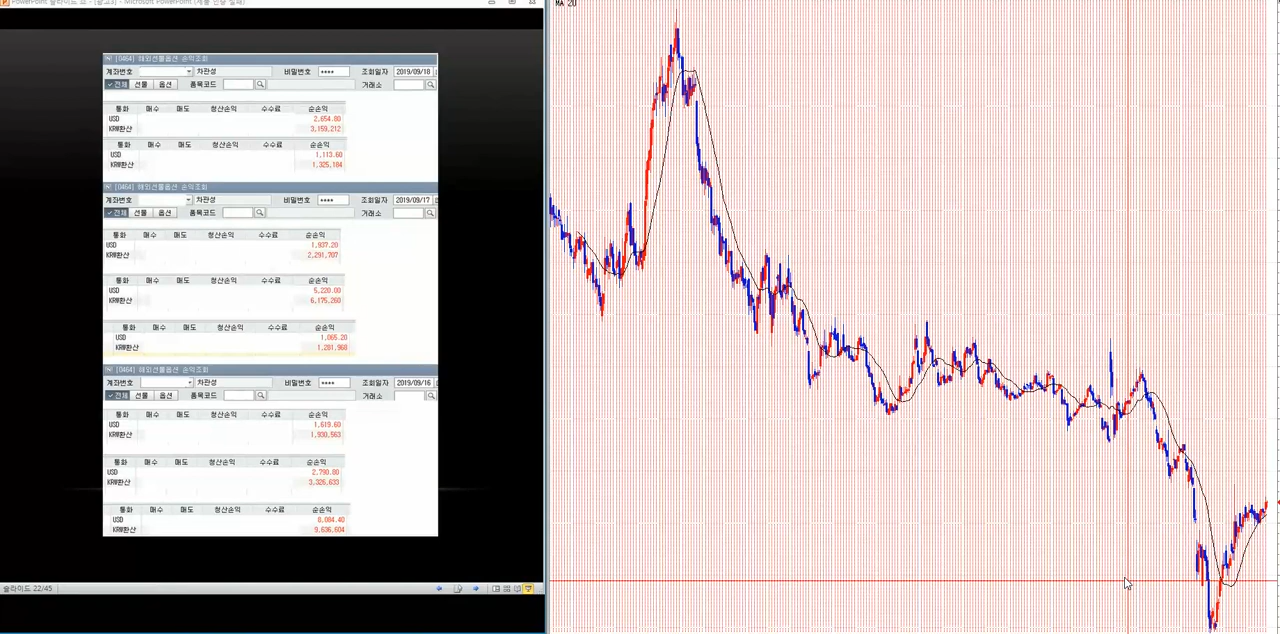 PowerPoint 슬라이드 쇼 - [광고3] - Microsoft PowerPoint (제품 인증 실패)
MA 20
[0464] 해외선물옵션 손익조회
계좌번호 차관성 비밀번호 **** 조회일자 2019/09/18
전체 선물 옵션 품목코드 거래소
통화 매수 매도 청산손익 수수료 순손익
USD 2,654.80
KRW환산 3,159,212
통화 매수 매도 청산손익 수수료 순손익
USD 1,113.60
KRW환산 1,325,184
[0464] 해외선물옵션 손익조회
계좌번호 차관성 비밀번호 **** 조회일자 2019/09/17
전체 선물 옵션 품목코드 거래소
통화 매수 매도 청산손익 수수료 순손익
USD 1,937.20
KRW환산 2,291,707
통화 매수 매도 청산손익 수수료 순손익
USD 5,220.00
KRW환산 6,175,260
통화 매수 매도 청산손익 수수료 순손익
USD 1,065.20
KRW환산
[0464] 해외선물옵션 손익조회
계좌번호 차관성 비밀번호 **** 조회일자 2019/09/16
전체 선물 옵션 품목코드 거래소
통화 매수 매도 청산손익 수수료 순손익
USD 1,619.60
KRW환산 1,930,563
통화 매수 매도 청산손익 수수료 순손익
USD 2,790.80
KRW환산 3,326,633
통화 매수 매도 청산손익 수수료 순손익
USD 8,084.40
KRW환산 9,636,604
슬라이드 22/45